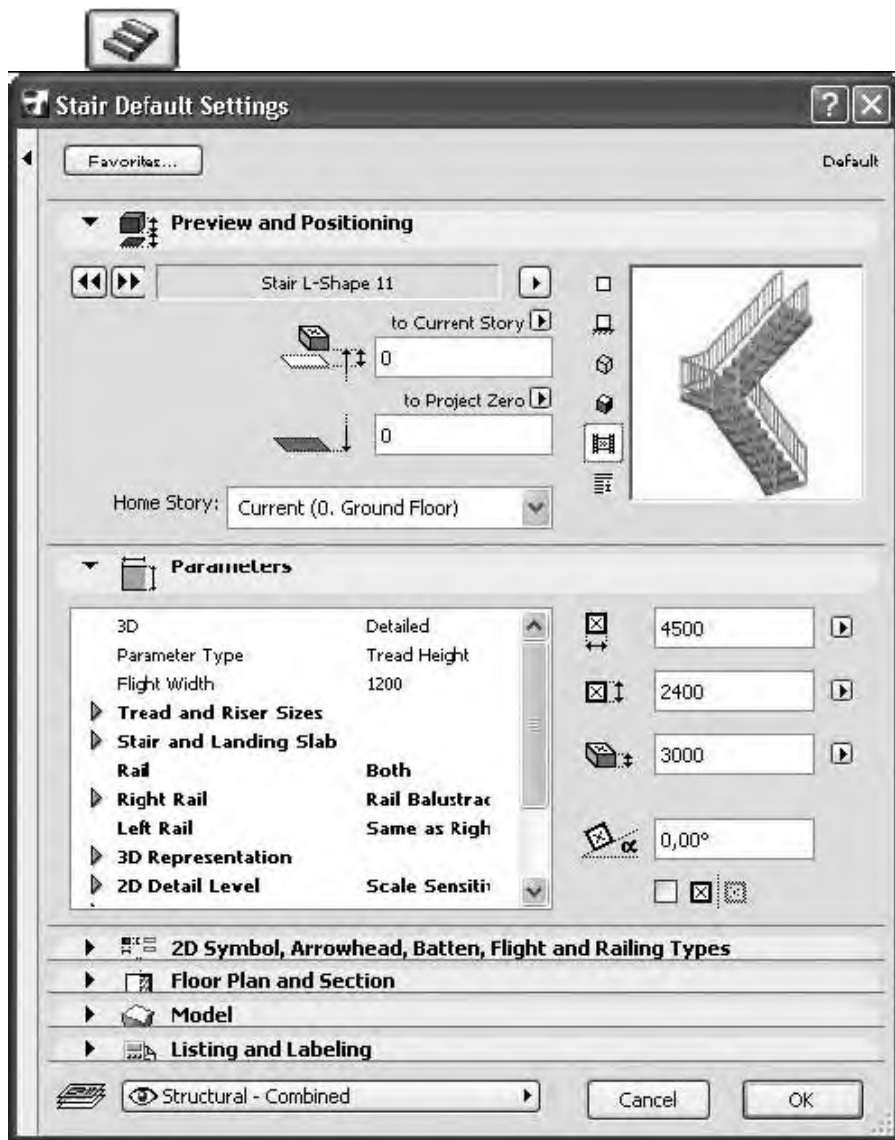 Stair Default Settings
Favorites...
Default
Preview and Positioning
Stair L-Shape 11
to Current Story
0
to Project Zero
0
Home Story: Current (0. Ground Floor)
Parameters
3D Detailed 4500
Parameter Type Tread Height
Flight Width 1200
Tread and Riser Sizes 2400
Stair and Landing Slab
Rail Both 3000
Right Rail Rail Balustrac
Left Rail Same as Righ
3D Representation 0,00°
2D Detail Level Scale Sensiti
2D Symbol, Arrowhead, Batten, Flight and Railing Types
Floor Plan and Section
Model
Listing and Labeling
Structural - Combined Cancel OK